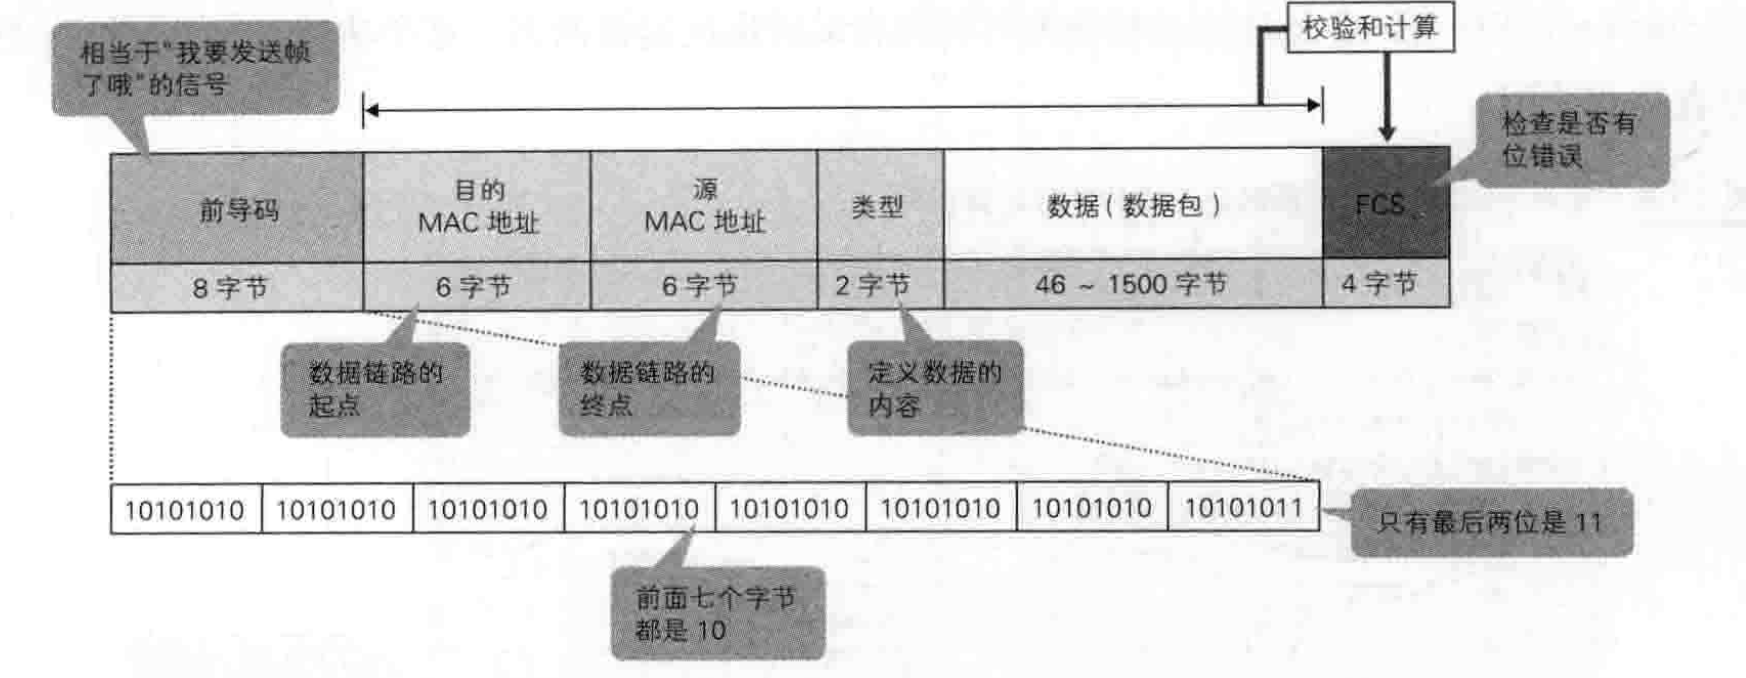 校验和计算
相当于“我要发送帧
了哦”的信号
检查是否有
位错误
前导码
目的
MAC 地址
源
MAC 地址
类型
数据（数据包）
FCS
8 字节
6 字节
6 字节
2 字节
46 ~ 1500 字节
4 字节
数据链路的
起点
数据链路的
终点
定义数据的
内容
10101010
10101010
10101010
10101010
10101010
10101010
10101010
10101011
只有最后两位是 11
前面七个字节
都是 10